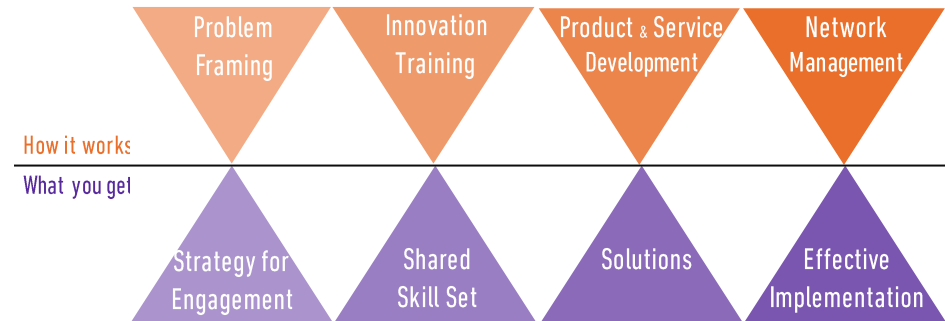 Problem
Framing
Innovation
Training
Product & Service
Development
Network
Management
How it works
What you get
Strategy for
Engagement
Shared
Skill Set
Solutions
Effective
Implementation